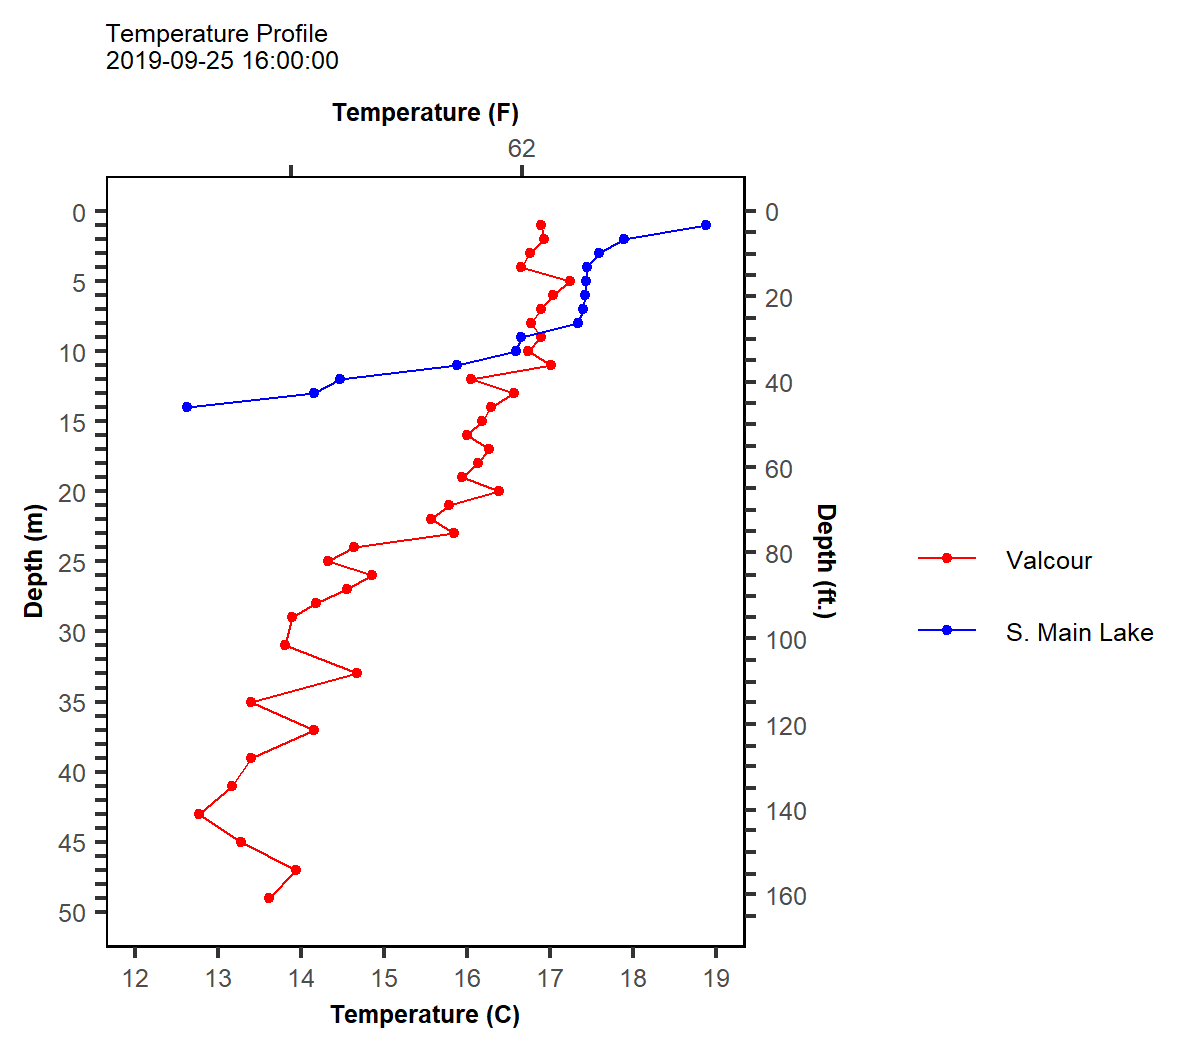 Temperature Profile
2019-09-25 16:00:00
Temperature (F)
62
0
5
10
15
20
25
30
35
40
45
50
Depth (m)
0
20
40
60
80
100
120
140
160
Depth (ft.)
12 13 14 15 16 17 18 19
Temperature (C)
Valcour
S. Main Lake